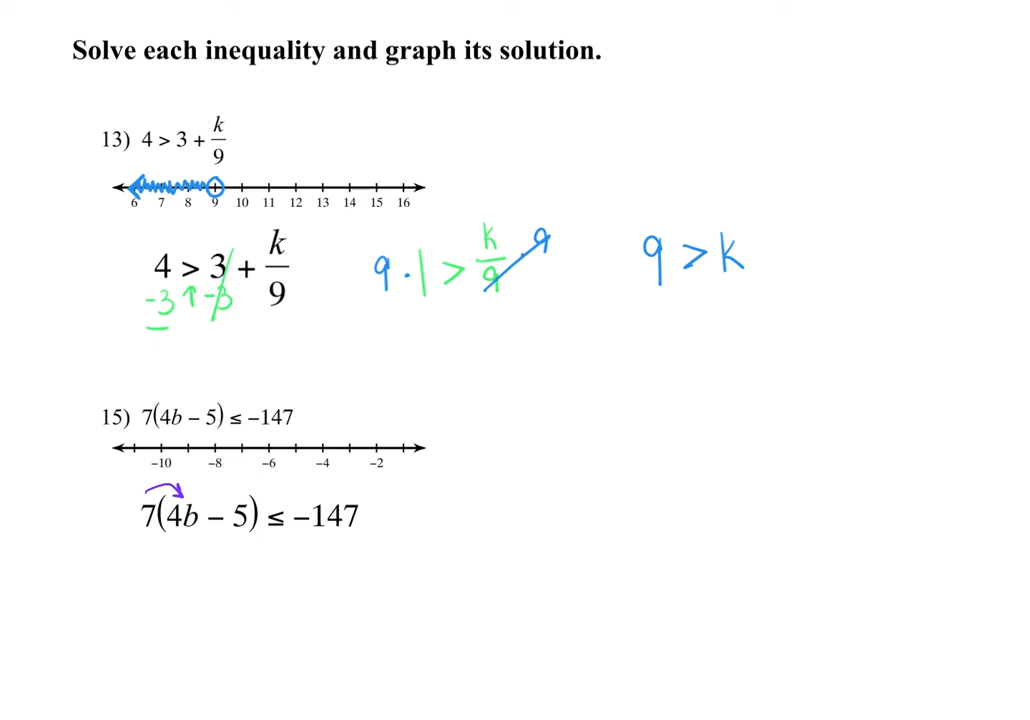 Solve each inequality and graph its solution.
13) 4 > 3 + k/9
6 7 8 9 10 11 12 13 14 15 16
4 > 3 + k/9
-3 ↑ -3
9 · 1 > k/9 · 9
9 > k
15) 7(4b − 5) ≤ −147
−10 −8 −6 −4 −2
7(4b − 5) ≤ −147